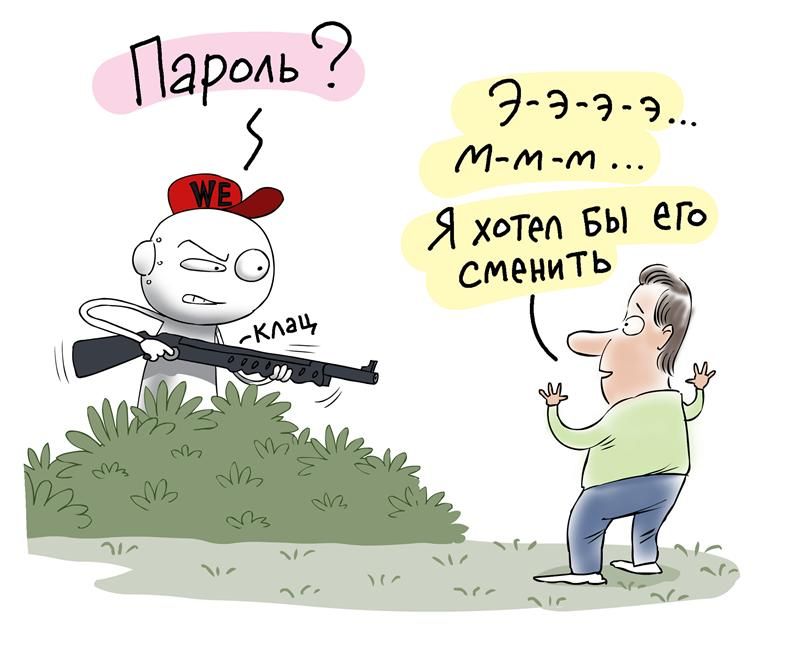 Пароль?
WE
-клац
Э-э-э-э...
М-м-м...
Я хотел бы его
сменить